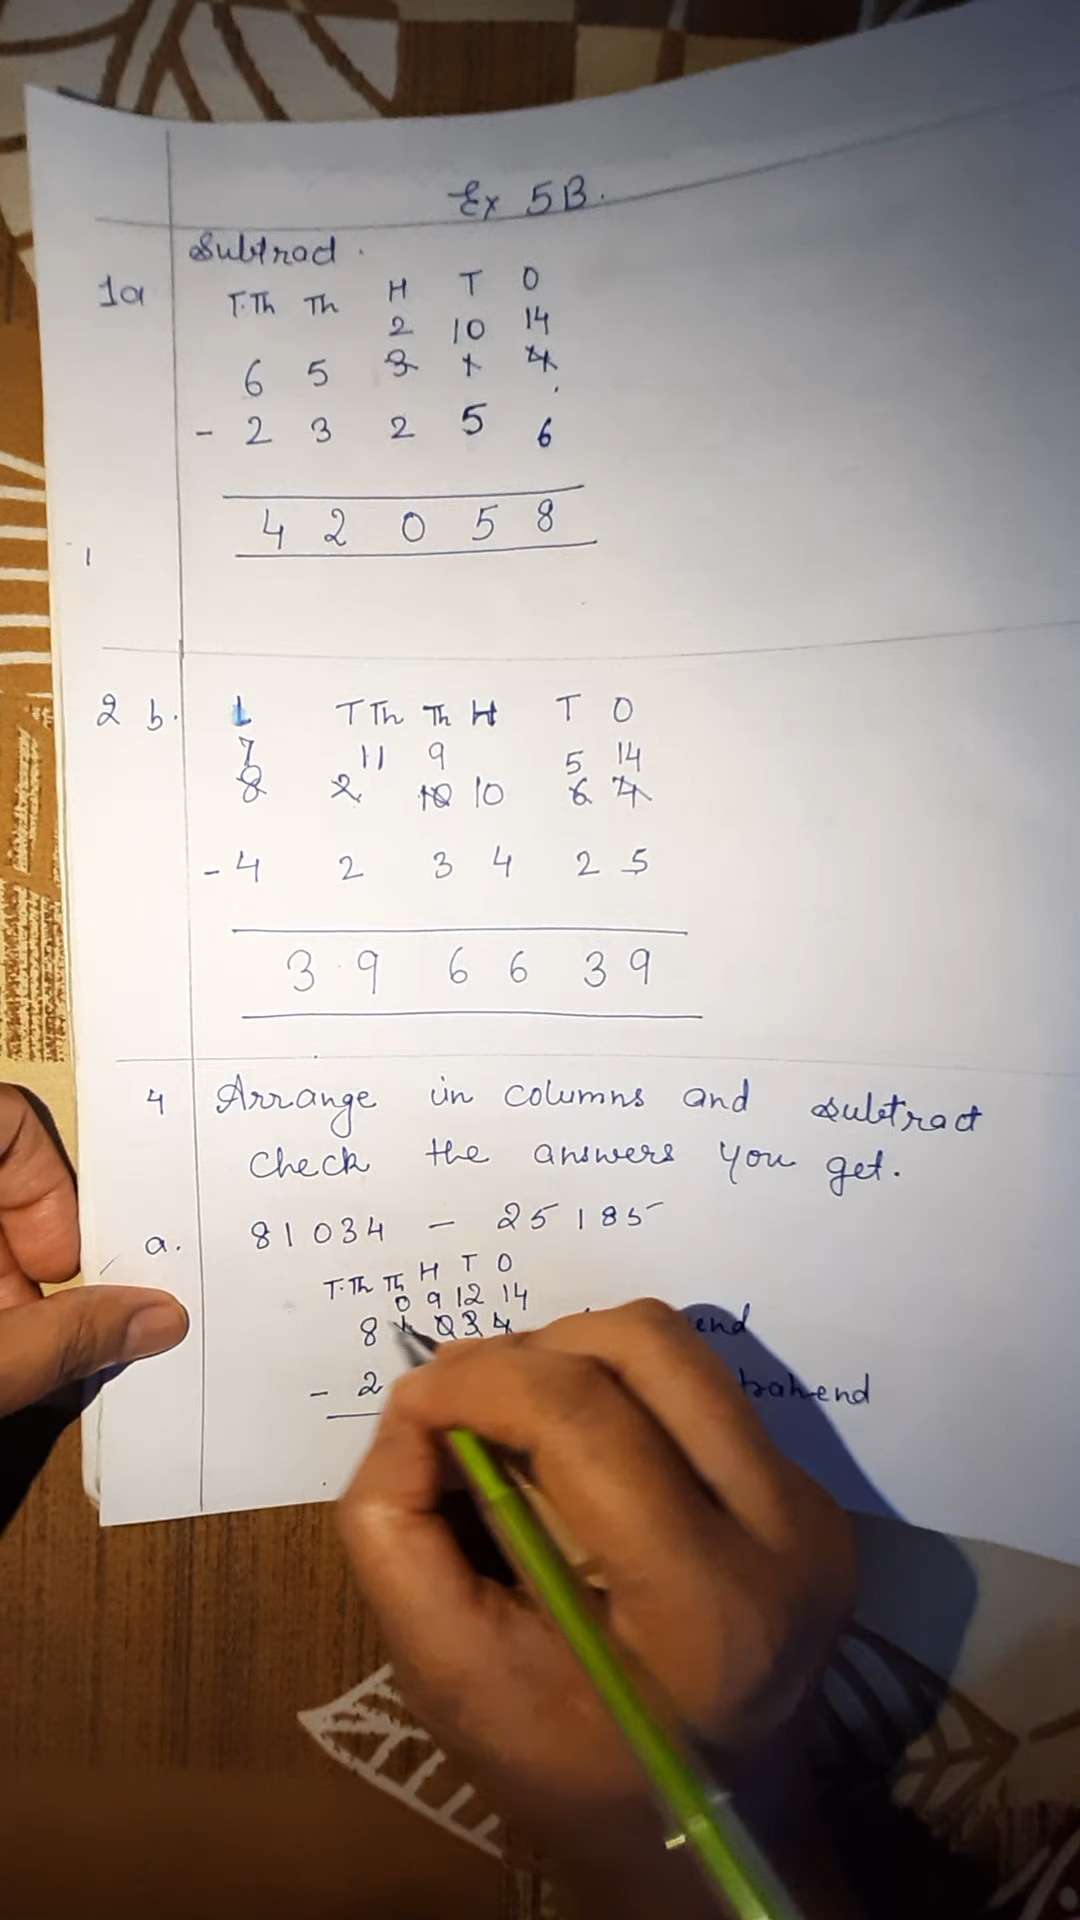 Ex 5B.
Subtract.
1a T.Th Th H T O
2 10 14
6 5 3 1 4
- 2 3 2 5 6
4 2 0 5 8
1
2 b. L T Th Th H T O
7 11 9 5 14
8 2 10 10 6 4
- 4 2 3 4 2 5
3 9 6 6 3 9
4 Arrange in columns and subtract
check the answers you get.
a. 81034 - 25185
T.Th Th H T O
0 9 12 14
8 1 0 3 4 end
- 2 trahend